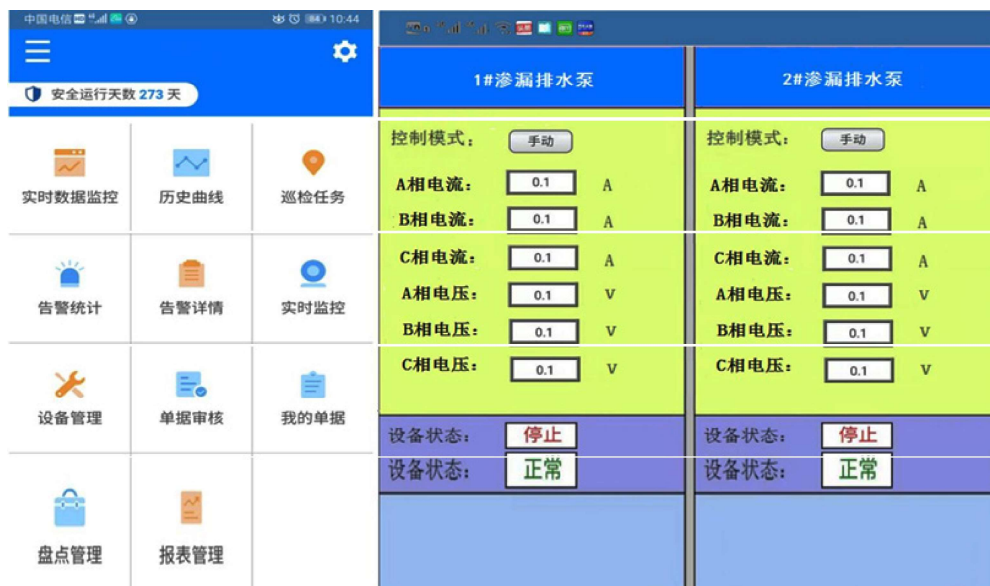 中国电信 10:44
安全运行天数 273 天
实时数据监控 历史曲线 巡检任务
告警统计 告警详情 实时监控
设备管理 单据审核 我的单据
盘点管理 报表管理
1#渗漏排水泵
控制模式: 手动
A相电流: 0.1 A
B相电流: 0.1 A
C相电流: 0.1 A
A相电压: 0.1 V
B相电压: 0.1 V
C相电压: 0.1 V
设备状态: 停止
设备状态: 正常
2#渗漏排水泵
控制模式: 手动
A相电流: 0.1 A
B相电流: 0.1 A
C相电流: 0.1 A
A相电压: 0.1 V
B相电压: 0.1 V
C相电压: 0.1 V
设备状态: 停止
设备状态: 正常